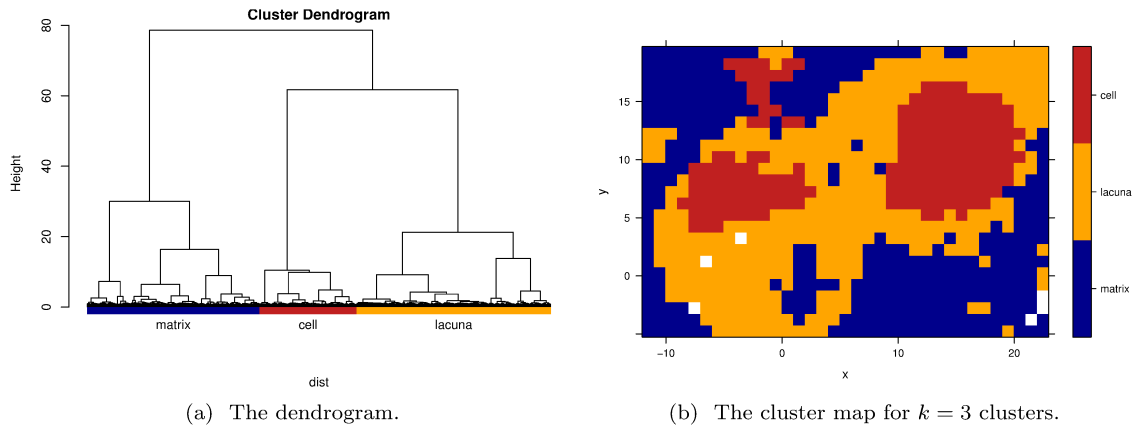 Cluster Dendrogram
80
60
40
20
0
Height
matrix cell lacuna
dist
(a) The dendrogram.
15
10
5
0
y
−10 0 10 20
x
cell
lacuna
matrix
(b) The cluster map for k = 3 clusters.